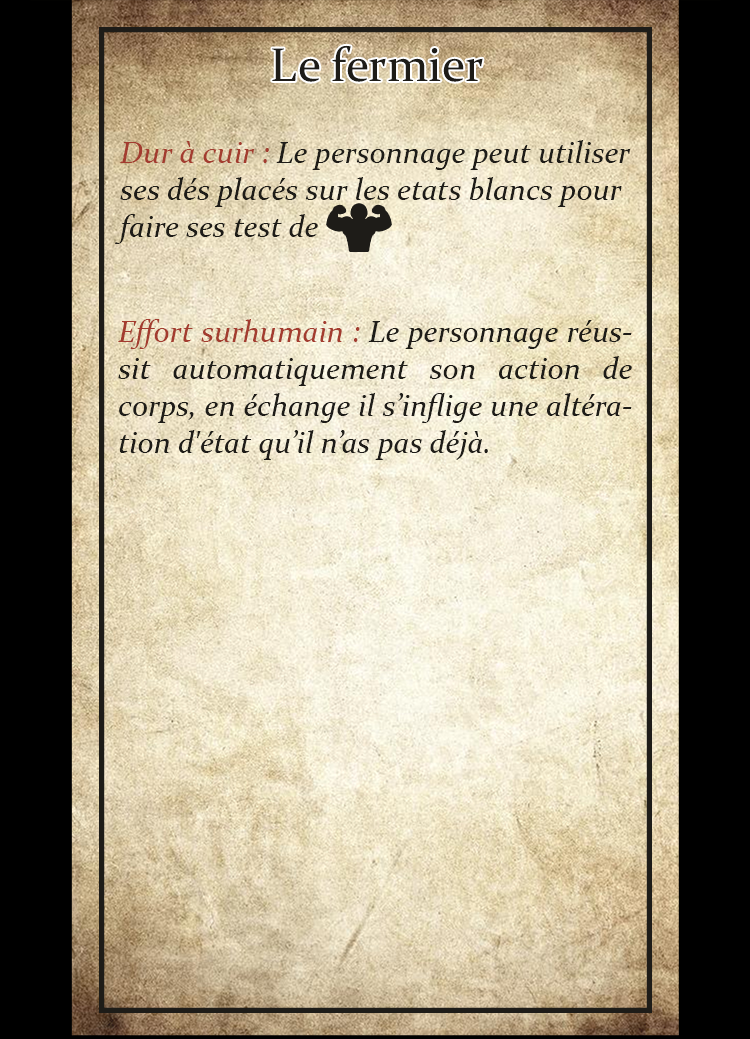 Le fermier
Dur à cuir : Le personnage peut utiliser
ses dés placés sur les etats blancs pour
faire ses test de
Effort surhumain : Le personnage réus-
sit automatiquement son action de
corps, en échange il s’inflige une altéra-
tion d'état qu’il n’as pas déjà.